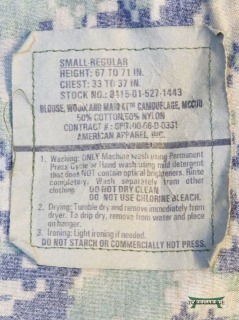 SMALL-REGULAR
HEIGHT: 67 TO 71 IN.
CHEST: 33 TO 37 IN.
STOCK NO.: 8415-01-527-1443
BLOUSE, WOODLAND MARPAT™ CAMOUFLAGE, MCCUU
50% COTTON, 50% NYLON
CONTRACT #: 00-06-D-0331
AMERICAN APPAREL, INC.
1. Washing: ONLY Machine wash using Permanent
Press Cycle or Hand wash using mild detergent
that does NOT contain optical brighteners. Rinse
completely. Wash separately from other
clothing. DO NOT DRY CLEAN
DO NOT USE CHLORINE BLEACH.
2. Drying: Tumble dry and remove immediately from
dryer. To drip dry, remove from water and place
on hanger.
3. Ironing: Light ironing if needed.
DO NOT STARCH OR COMMERCIALLY HOT PRESS.